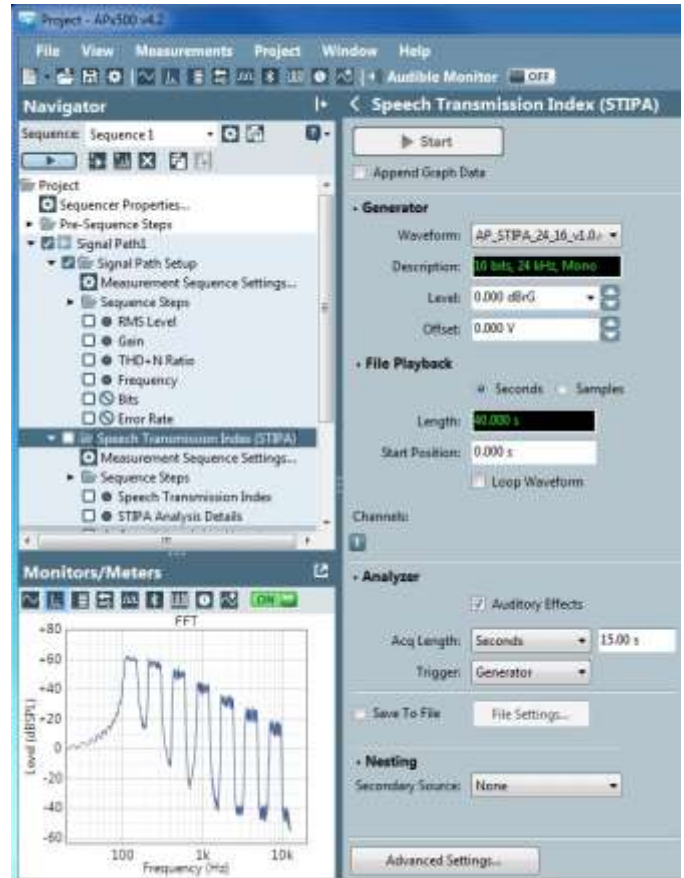 Project - APx500 v4.2
File View Measurements Project Window Help
Audible Monitor OFF
Navigator
Sequence: Sequence 1
Project
Sequencer Properties...
Pre-Sequence Steps
Signal Path1
Signal Path Setup
Measurement Sequence Settings...
Sequence Steps
RMS Level
Gain
THD+N Ratio
Frequency
Bits
Error Rate
Speech Transmission Index (STIPA)
Measurement Sequence Settings...
Sequence Steps
Speech Transmission Index
STIPA Analysis Details
Monitors/Meters
ON
FFT
+80
+60
+40
+20
0
-20
-40
-60
Level (dBSPL)
100 1k 10k
Frequency (Hz)
Speech Transmission Index (STIPA)
Start
Append Graph Data
Generator
Waveform: AP_STIPA_24_16_v1.0
Description: 16 bits, 24 kHz, Mono
Level: 0.000 dBrG
Offset: 0.000 V
File Playback
Seconds Samples
Length: 40.000 s
Start Position: 0.000 s
Loop Waveform
Channels:
1
Analyzer
Auditory Effects
Acq Length: Seconds 15.00 s
Trigger: Generator
Save To File File Settings...
Nesting
Secondary Source: None
Advanced Settings...